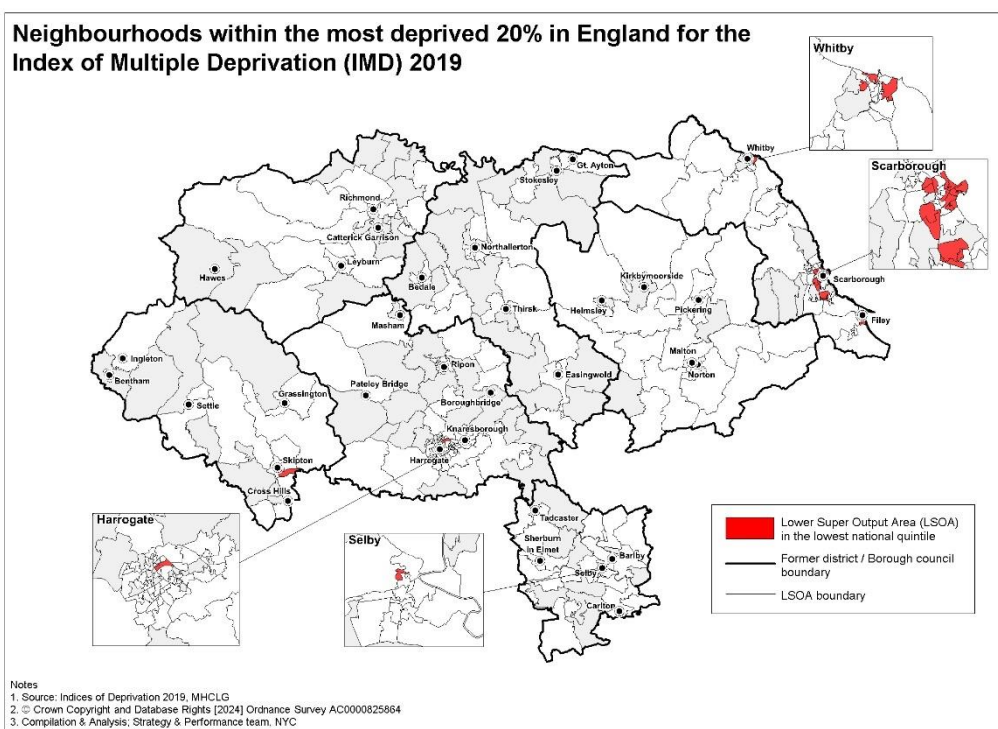 Neighbourhoods within the most deprived 20% in England for the
Index of Multiple Deprivation (IMD) 2019
Whitby
Scarborough
Whitby
Gt. Ayton
Stokesley
Richmond
Catterick Garrison
Northallerton
Leyburn
Hawes
Bedale
Kirkbymoorside
Scarborough
Helmsley
Pickering
Masham
Thirsk
Filey
Ingleton
Bentham
Ripon
Malton
Norton
Pateley Bridge
Easingwold
Grassington
Settle
Boroughbridge
Knaresborough
Harrogate
Skipton
Cross Hills
Harrogate
Selby
Tadcaster
Sherburn
in Elmet
Barlby
Selby
Carlton
Lower Super Output Area (LSOA)
in the lowest national quintile
Former district / Borough council
boundary
LSOA boundary
Notes
1. Source: Indices of Deprivation 2019, MHCLG
2. © Crown Copyright and Database Rights [2024] Ordnance Survey AC0000825864
3. Compilation & Analysis; Strategy & Performance team, NYC